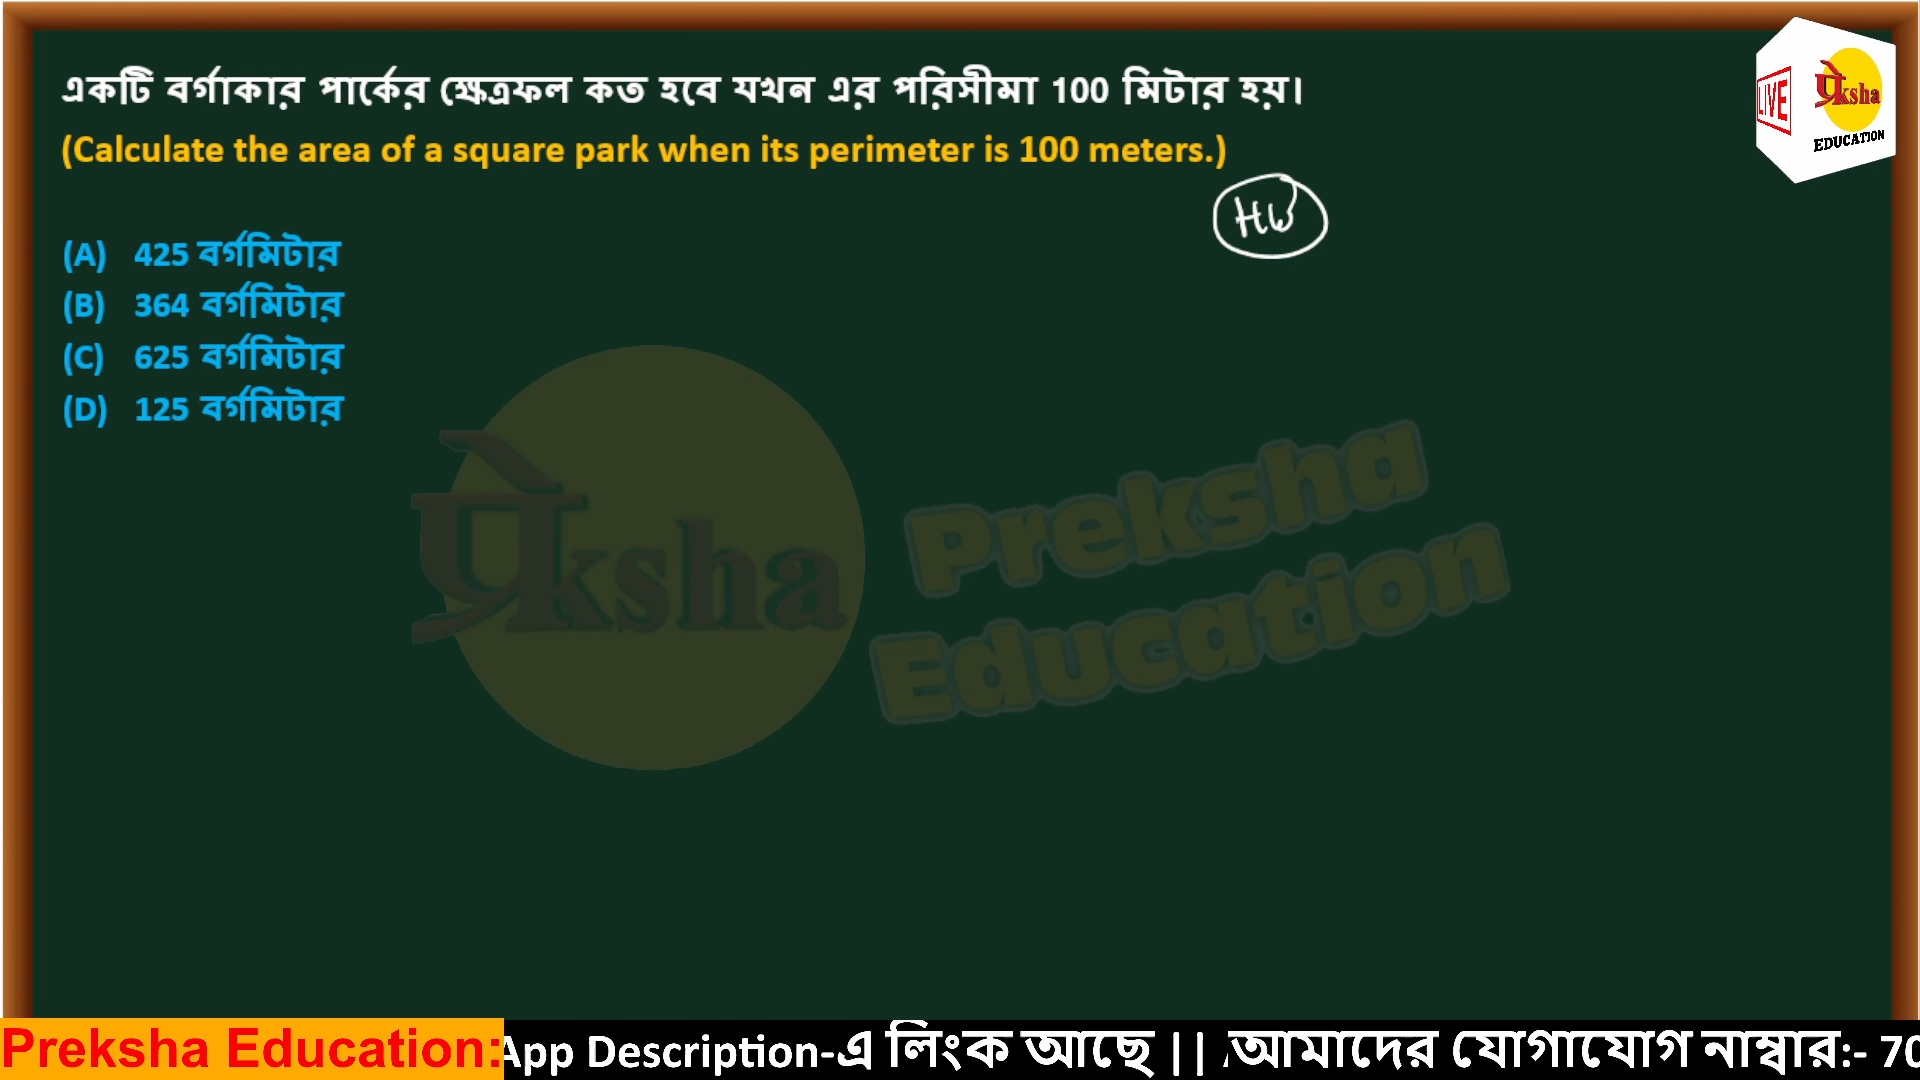 একটি বর্গাকার পার্কের ক্ষেত্রফল কত হবে যখন এর পরিসীমা 100 মিটার হয়।
(Calculate the area of a square park when its perimeter is 100 meters.)
HW
(A) 425 বর্গমিটার
(B) 364 বর্গমিটার
(C) 625 বর্গমিটার
(D) 125 বর্গমিটার
LIVE
प्रेksha
EDUCATION
प्रेksha
Preksha
Education
Preksha Education: App Description-এ লিংক আছে || আমাদের যোগাযোগ নাম্বার:- 70